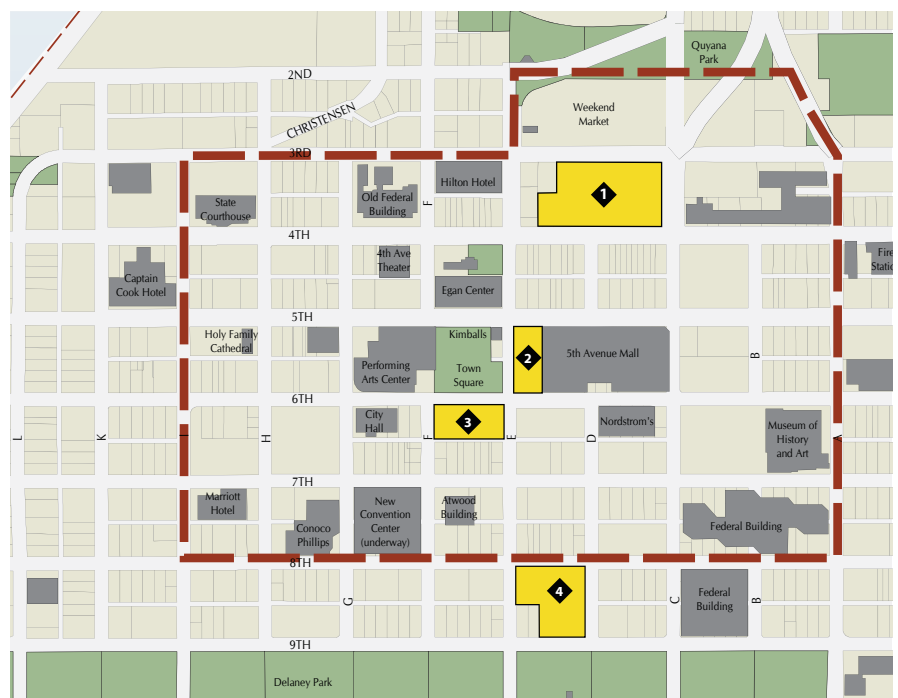 Quyana
Park
2ND
CHRISTENSEN
Weekend
Market
3RD
State
Courthouse
Old Federal
Building
F
Hilton Hotel
1
4TH
Captain
Cook Hotel
4th Ave
Theater
Egan Center
Fire
Static
5TH
Holy Family
Cathedral
Performing
Arts Center
Kimballs
Town
Square
2
5th Avenue Mall
B
6TH
L
K
I
H
City
Hall
F
3
E
D
Nordstrom's
Museum of
History
and Art
A
7TH
Marriott
Hotel
Conoco
Phillips
New
Convention
Center
(underway)
Atwood
Building
Federal Building
8TH
G
4
C
Federal
Building
B
9TH
Delaney Park